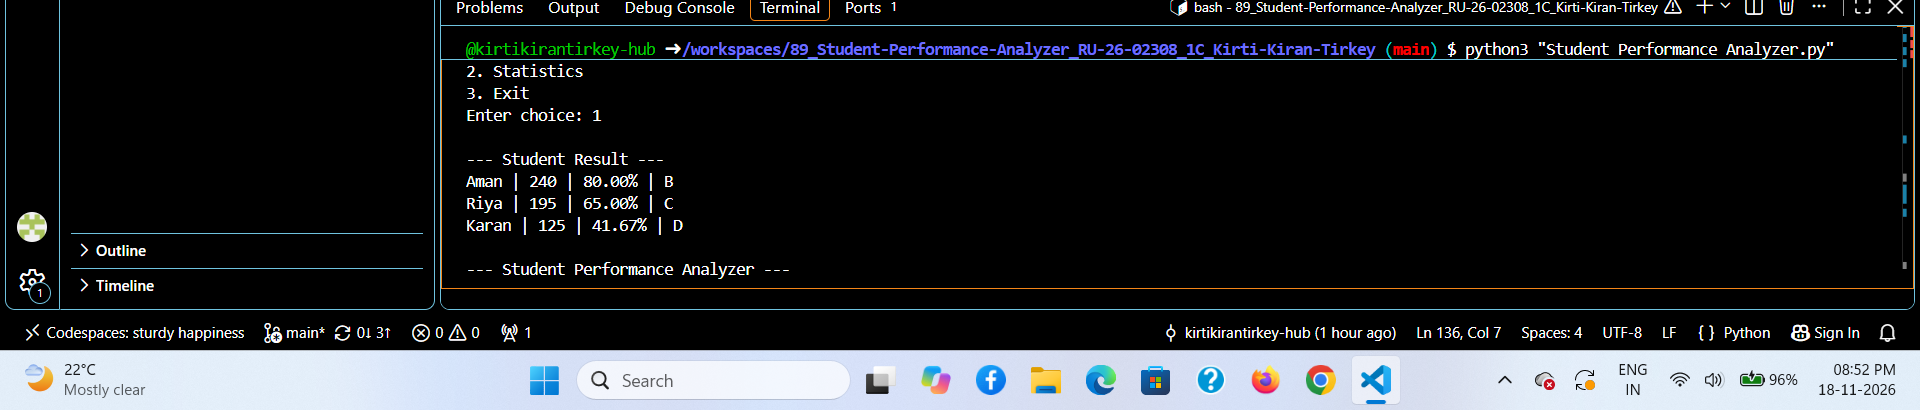 Problems Output Debug Console Terminal Ports 1 bash - 89_Student-Performance-Analyzer_RU-26-02308_1C_Kirti-Kiran-Tirkey
@kirtikirantirkey-hub ➜/workspaces/89_Student-Performance-Analyzer_RU-26-02308_1C_Kirti-Kiran-Tirkey (main) $ python3 "Student Performance Analyzer.py"
2. Statistics
3. Exit
Enter choice: 1
--- Student Result ---
Aman | 240 | 80.00% | B
Riya | 195 | 65.00% | C
Karan | 125 | 41.67% | D
--- Student Performance Analyzer ---
Outline
Timeline
1
Codespaces: sturdy happiness main* 0↓ 3↑ 0 0 1 kirtikirantirkey-hub (1 hour ago) Ln 136, Col 7 Spaces: 4 UTF-8 LF { } Python Sign In
22°C
Mostly clear
Search
ENG
IN
96%
08:52 PM
18-11-2026